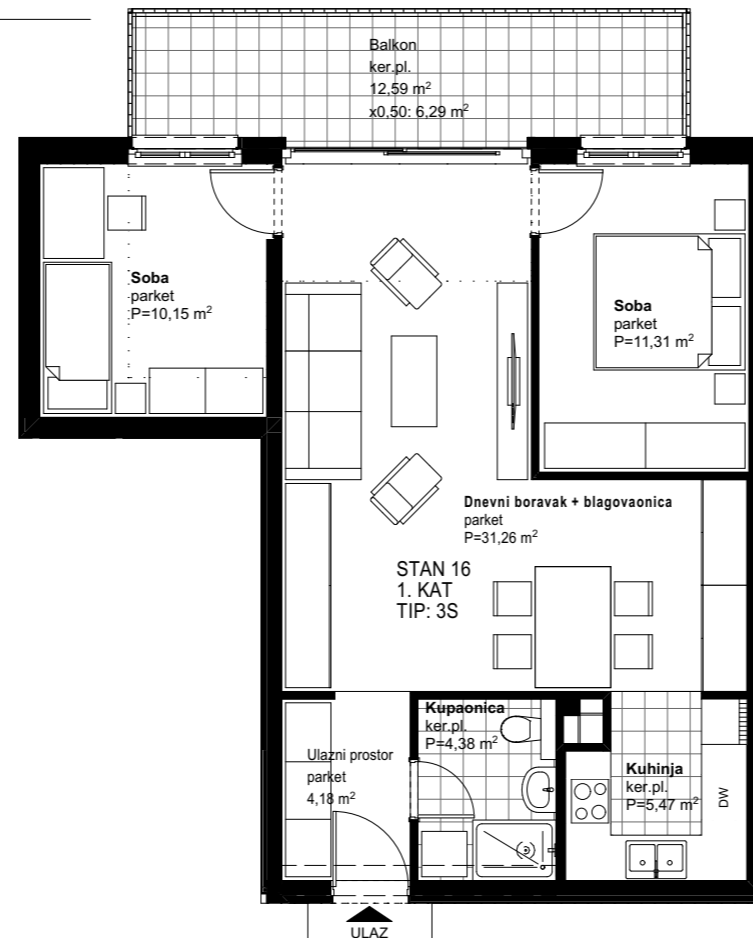 Balkon
ker.pl.
12,59 m²
x0,50: 6,29 m²
Soba
parket
P=10,15 m²
Soba
parket
P=11,31 m²
Dnevni boravak + blagovaonica
parket
P=31,26 m²
STAN 16
1. KAT
TIP: 3S
Kupaonica
ker.pl.
P=4,38 m²
Ulazni prostor
parket
4,18 m²
Kuhinja
ker.pl.
P=5,47 m²
DW
ULAZ